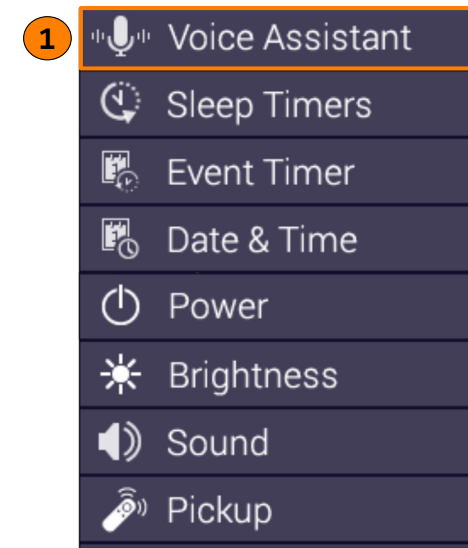 1 Voice Assistant
Sleep Timers
Event Timer
Date & Time
Power
Brightness
Sound
Pickup